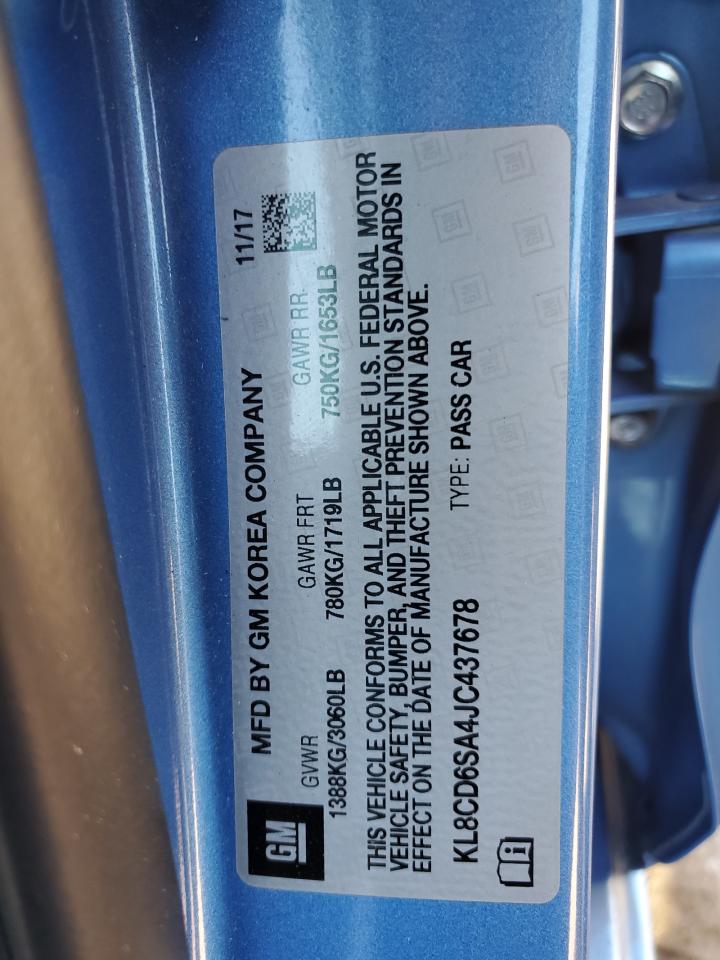 GM
MFD BY GM KOREA COMPANY 11/17
GVWR GAWR FRT GAWR RR
1388KG/3060LB 780KG/1719LB 750KG/1653LB
THIS VEHICLE CONFORMS TO ALL APPLICABLE U.S. FEDERAL MOTOR
VEHICLE SAFETY, BUMPER, AND THEFT PREVENTION STANDARDS IN
EFFECT ON THE DATE OF MANUFACTURE SHOWN ABOVE.
KL8CD6SA4JC437678 TYPE: PASS CAR